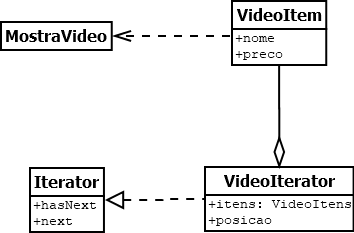 VideoItem
+nome
+preco
MostraVideo
Iterator
+hasNext
+next
VideoIterator
+itens: VideoItens
+posicao